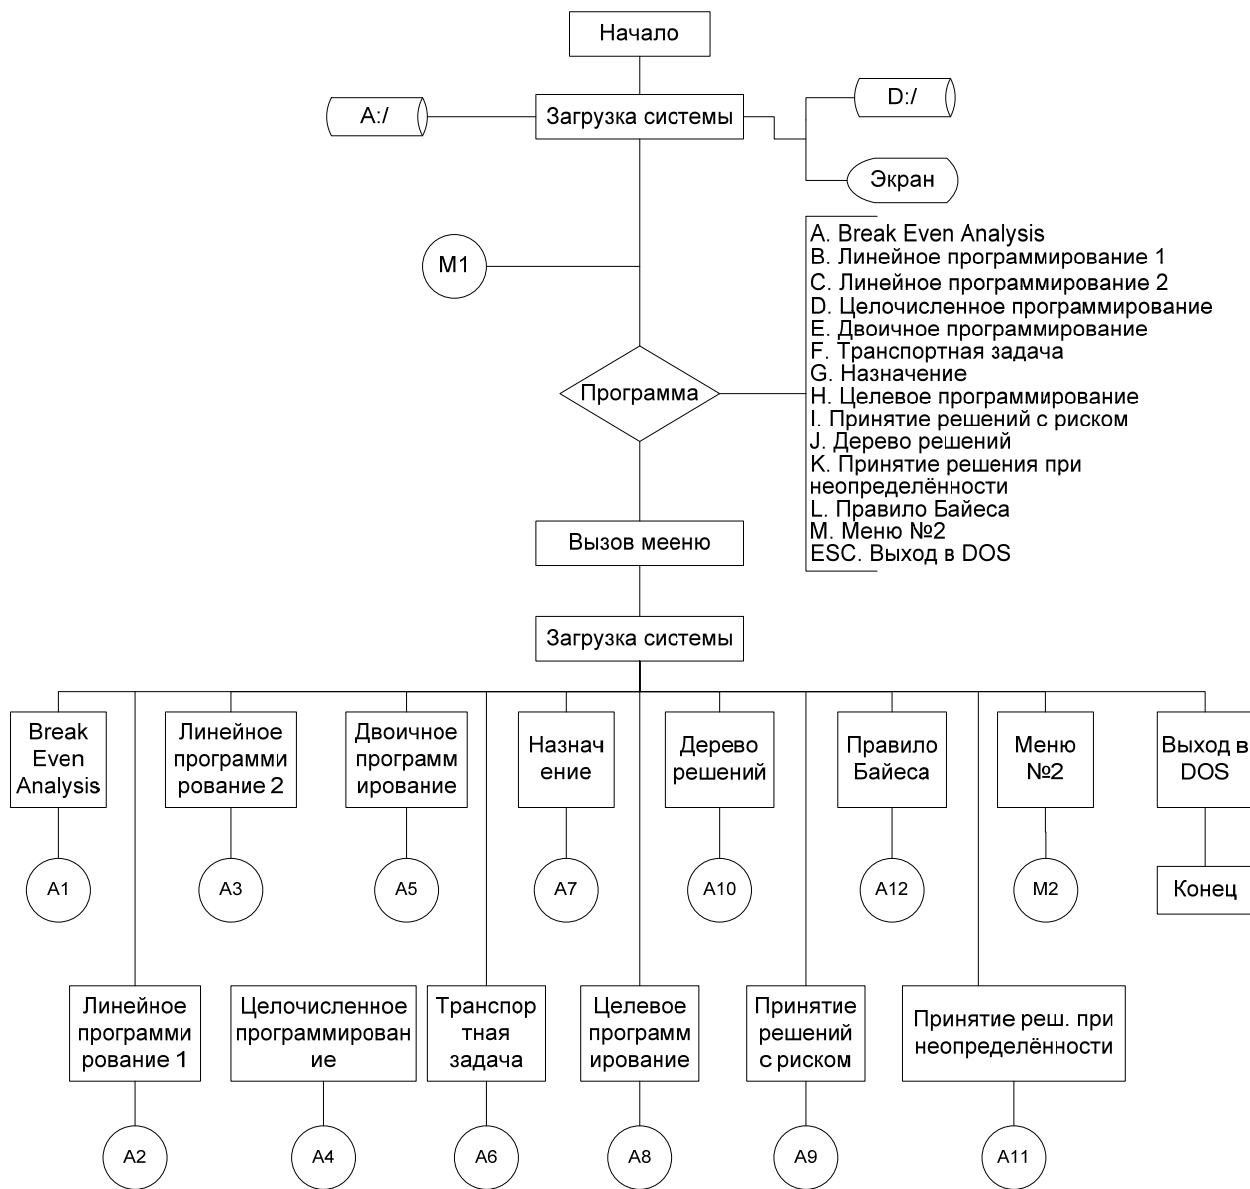 Начало
A:/
Загрузка системы
D:/
Экран
M1
A. Break Even Analysis
B. Линейное программирование 1
C. Линейное программирование 2
D. Целочисленное программирование
E. Двоичное программирование
F. Транспортная задача
G. Назначение
H. Целевое программирование
I. Принятие решений с риском
J. Дерево решений
K. Принятие решения при
неопределённости
L. Правило Байеса
M. Меню №2
ESC. Выход в DOS
Программа
Вызов мееню
Загрузка системы
Break
Even
Analysis
Линейное
программи
рование 2
Двоичное
программ
ирование
Назнач
ение
Дерево
решений
Правило
Байеса
Меню
№2
Выход в
DOS
A1
A3
A5
A7
A10
A12
M2
Конец
Линейное
программи
рование 1
Целочисленное
программирован
ие
Транспор
тная
задача
Целевое
программ
ирование
Принятие
решений
с риском
Принятие реш. при
неопределённости
A2
A4
A6
A8
A9
A11